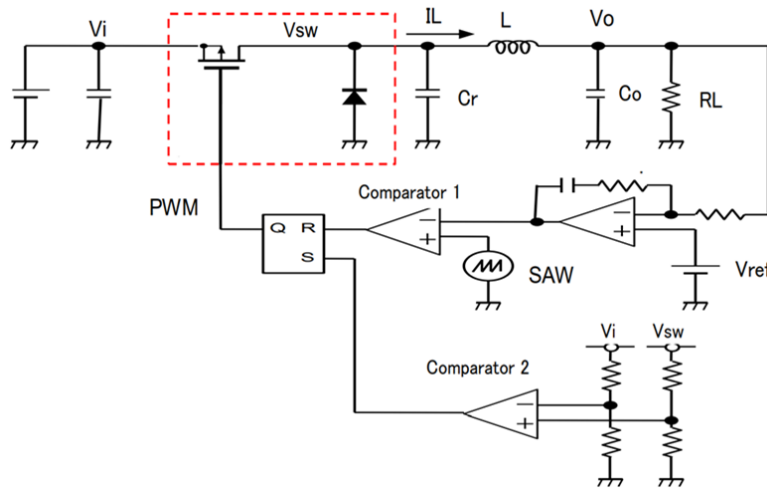 Vi
Vsw
IL
L
Vo
Cr
Co
RL
PWM
Comparator 1
Q R
S
−
+
−
+
SAW
Vref
Vi
Vsw
Comparator 2
−
+